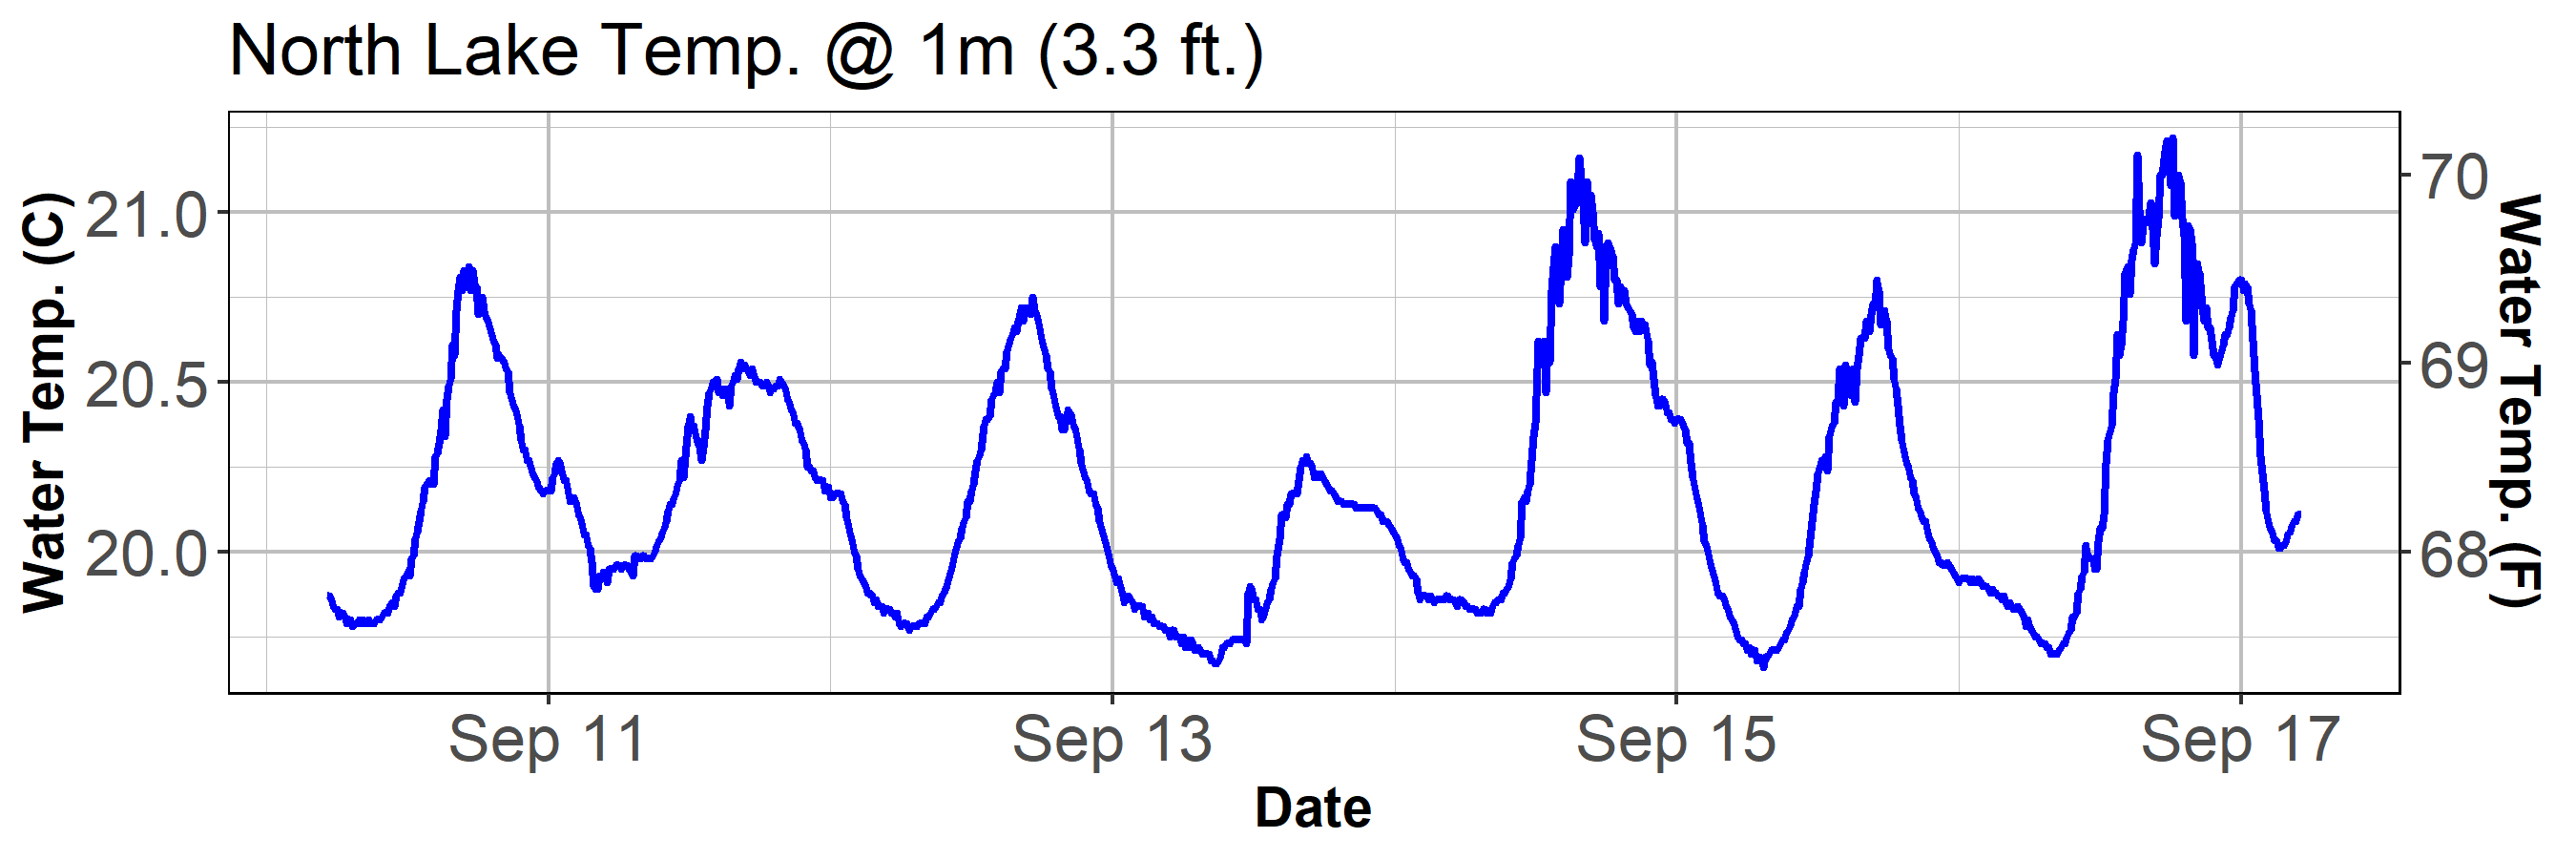 North Lake Temp. @ 1m (3.3 ft.)
Water Temp. (C)
21.0
20.5
20.0
70
69
68
Water Temp. (F)
Sep 11
Sep 13
Sep 15
Sep 17
Date